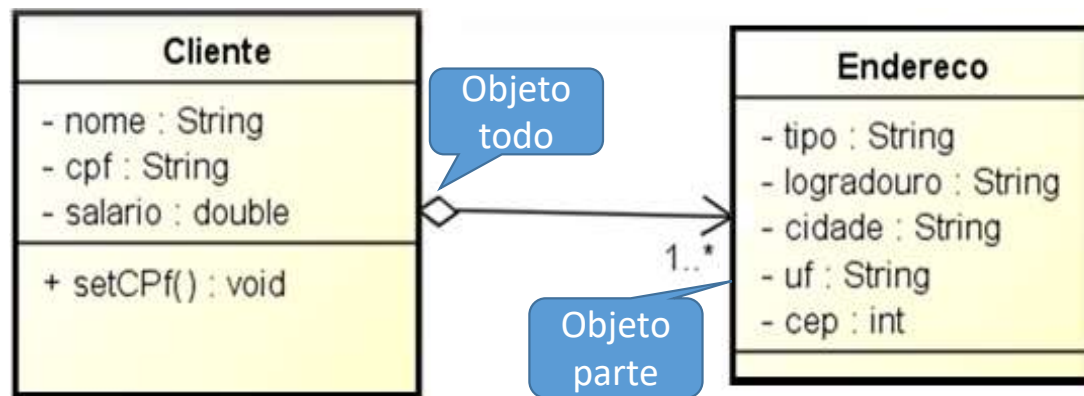 Cliente
- nome : String
- cpf : String
- salario : double
+ setCPf() : void
Objeto
todo
1..*
Objeto
parte
Endereco
- tipo : String
- logradouro : String
- cidade : String
- uf : String
- cep : int